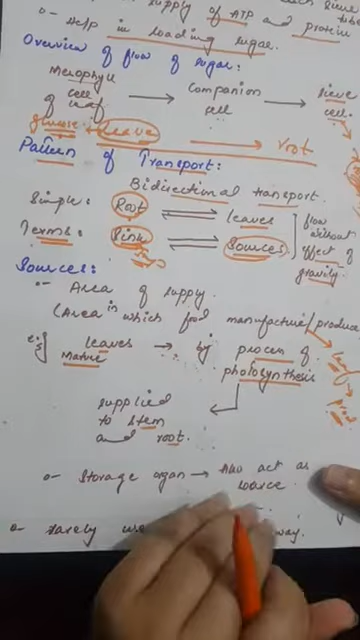 supply of ATP and protein
o- Help in loading sugar.
Overview of flow of sugar:
Mesophyll cell of leaf → Companion cell → sieve cell.
glucose ← leave → root
Pattern of Transport:
Bidirectional transport.
Simple: Root ⇌ leaves
Terms: Sink ⇌ Sources
flow without effect of gravity
Sources:
o- Area of supply.
(Area in which food manufacture/produce
leaves → by process of
Mature photosynthesis
supplied
to stem
and root.
o- Storage organ → Also act as
source
o- rarely